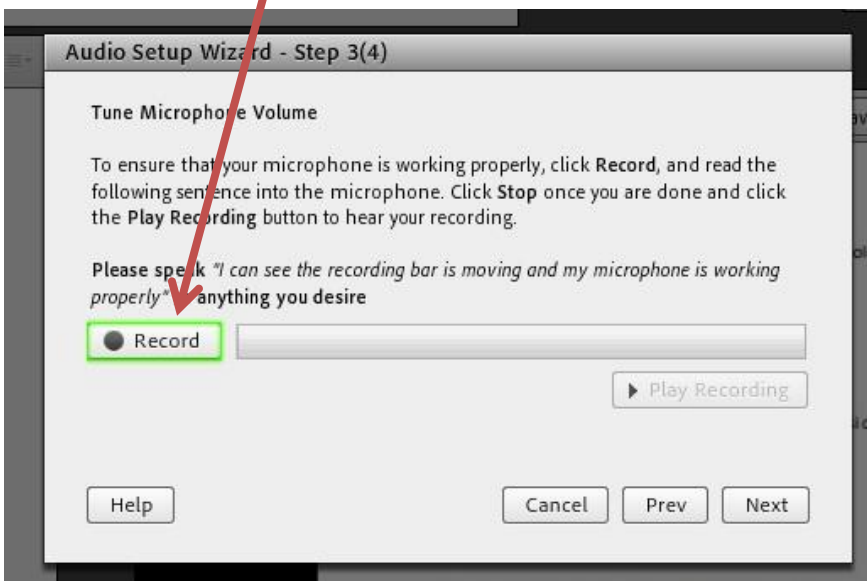 Audio Setup Wizard - Step 3(4)
Tune Microphone Volume
To ensure that your microphone is working properly, click Record, and read the
following sentence into the microphone. Click Stop once you are done and click
the Play Recording button to hear your recording.
Please speak "I can see the recording bar is moving and my microphone is working
properly" anything you desire
Record
Play Recording
Help
Cancel
Prev
Next